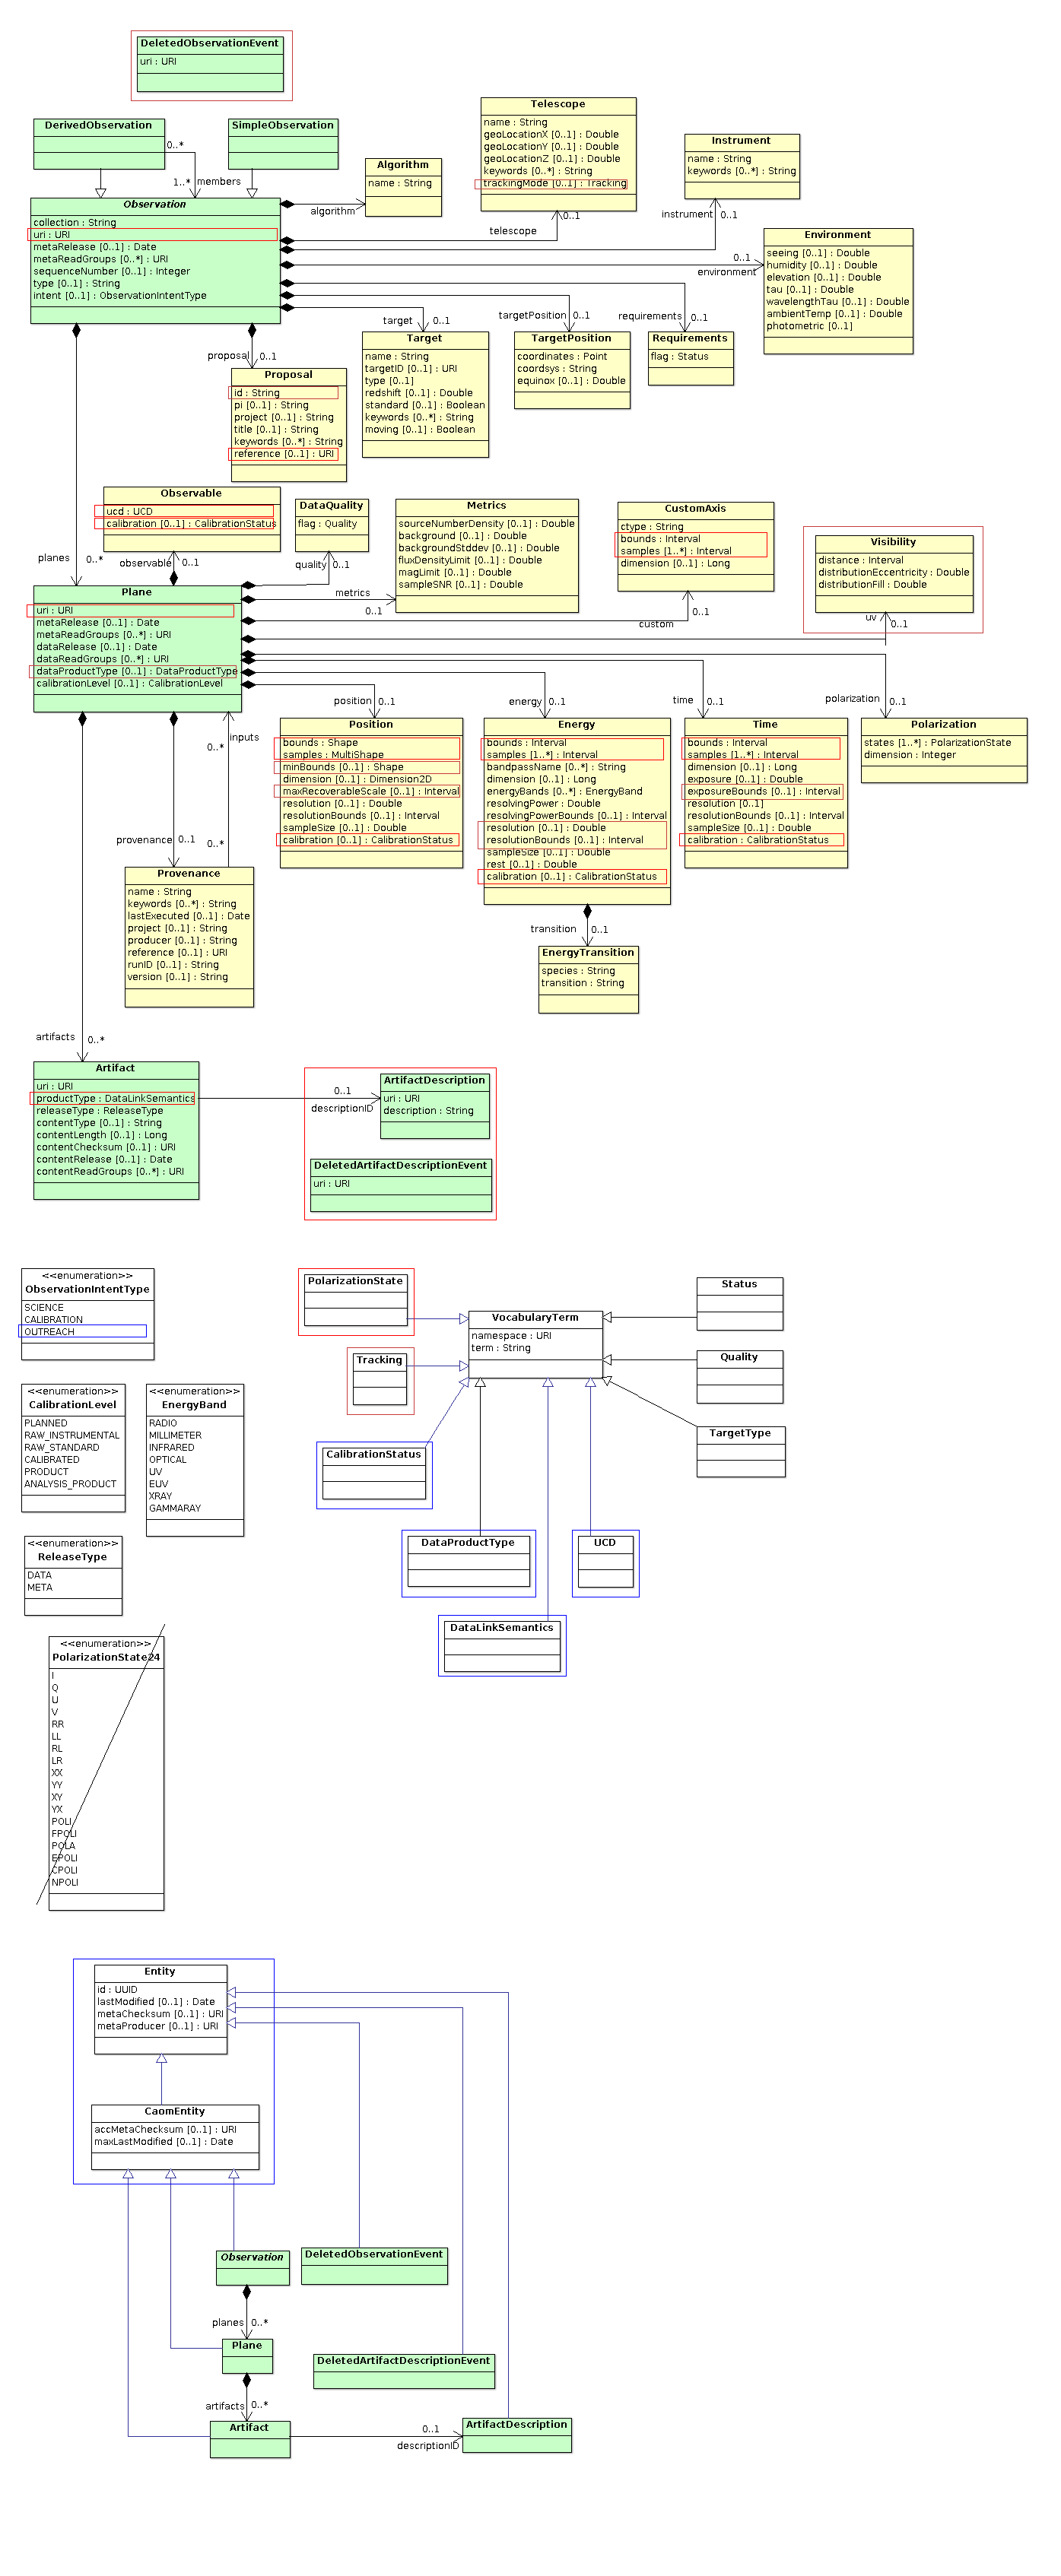 DeletedObservationEvent
uri : URI
DerivedObservation
0..*
SimpleObservation
1..*
members
Observation
collection : String
uri : URI
metaRelease [0..1] : Date
metaReadGroups [0..*] : URI
sequenceNumber [0..1] : Integer
type [0..1] : String
intent [0..1] : ObservationIntentType
Algorithm
name : String
algorithm
Telescope
name : String
geoLocationX [0..1] : Double
geoLocationY [0..1] : Double
geoLocationZ [0..1] : Double
keywords [0..*] : String
trackingMode [0..1] : Tracking
telescope
0..1
Instrument
name : String
keywords [0..*] : String
instrument
0..1
Environment
seeing [0..1] : Double
humidity [0..1] : Double
elevation [0..1] : Double
tau [0..1] : Double
wavelengthTau [0..1] : Double
ambientTemp [0..1] : Double
photometric [0..1]
0..1
environment
target
0..1
Target
name : String
targetID [0..1] : URI
type [0..1]
redshift [0..1] : Double
standard [0..1] : Boolean
keywords [0..*] : String
moving [0..1] : Boolean
targetPosition
0..1
TargetPosition
coordinates : Point
coordsys : String
equinox [0..1] : Double
requirements
0..1
Requirements
flag : Status
proposal
0..1
Proposal
id : String
pi [0..1] : String
project [0..1] : String
title [0..1] : String
keywords [0..*] : String
reference [0..1] : URI
Observable
ucd : UCD
calibration [0..1] : CalibrationStatus
observable
0..1
DataQuality
flag : Quality
quality
0..1
Metrics
sourceNumberDensity [0..1] : Double
background [0..1] : Double
backgroundStddev [0..1] : Double
fluxDensityLimit [0..1] : Double
magLimit [0..1] : Double
sampleSNR [0..1] : Double
metrics
0..1
CustomAxis
ctype : String
bounds : Interval
samples [1..*] : Interval
dimension [0..1] : Long
custom
0..1
Visibility
distance : Interval
distributionEccentricity : Double
distributionFill : Double
uv
0..1
planes
0..*
Plane
uri : URI
metaRelease [0..1] : Date
metaReadGroups [0..*] : URI
dataRelease [0..1] : Date
dataReadGroups [0..*] : URI
dataProductType [0..1] : DataProductType
calibrationLevel [0..1] : CalibrationLevel
position
0..1
Position
bounds : Shape
samples : MultiShape
minBounds [0..1] : Shape
dimension [0..1] : Dimension2D
maxRecoverableScale [0..1] : Interval
resolution [0..1] : Double
resolutionBounds [0..1] : Interval
sampleSize [0..1] : Double
calibration [0..1] : CalibrationStatus
energy
0..1
Energy
bounds : Interval
samples [1..*] : Interval
bandpassName [0..*] : String
dimension [0..1] : Long
energyBands [0..*] : EnergyBand
resolvingPower : Double
resolvingPowerBounds [0..1] : Interval
resolution [0..1] : Double
resolutionBounds [0..1] : Interval
sampleSize [0..1] : Double
rest [0..1] : Double
calibration [0..1] : CalibrationStatus
time
0..1
Time
bounds : Interval
samples [1..*] : Interval
dimension [0..1] : Long
exposure [0..1] : Double
exposureBounds [0..1] : Interval
resolution [0..1]
resolutionBounds [0..1] : Interval
sampleSize [0..1] : Double
calibration : CalibrationStatus
polarization
0..1
Polarization
states [1..*] : PolarizationState
dimension : Integer
inputs
0..*
provenance
0..1
0..*
Provenance
name : String
keywords [0..*] : String
lastExecuted [0..1] : Date
project [0..1] : String
producer [0..1] : String
reference [0..1] : URI
runID [0..1] : String
version [0..1] : String
transition
0..1
EnergyTransition
species : String
transition : String
artifacts
0..*
Artifact
uri : URI
productType : DataLinkSemantics
releaseType : ReleaseType
contentType [0..1] : String
contentLength [0..1] : Long
contentChecksum [0..1] : URI
contentRelease [0..1] : Date
contentReadGroups [0..*] : URI
0..1
descriptionID
ArtifactDescription
uri : URI
description : String
DeletedArtifactDescriptionEvent
uri : URI
<<enumeration>>
ObservationIntentType
SCIENCE
CALIBRATION
OUTREACH
<<enumeration>>
CalibrationLevel
PLANNED
RAW_INSTRUMENTAL
RAW_STANDARD
CALIBRATED
PRODUCT
ANALYSIS_PRODUCT
<<enumeration>>
EnergyBand
RADIO
MILLIMETER
INFRARED
OPTICAL
UV
EUV
XRAY
GAMMARAY
<<enumeration>>
ReleaseType
DATA
META
<<enumeration>>
PolarizationState24
I
Q
U
V
RR
LL
RL
LR
XX
YY
XY
YX
POLI
FPOLI
POLA
EPOLI
CPOLI
NPOLI
PolarizationState
Tracking
CalibrationStatus
VocabularyTerm
namespace : URI
term : String
Status
Quality
TargetType
DataProductType
UCD
DataLinkSemantics
Entity
id : UUID
lastModified [0..1] : Date
metaChecksum [0..1] : URI
metaProducer [0..1] : URI
CaomEntity
accMetaChecksum [0..1] : URI
maxLastModified [0..1] : Date
Observation
DeletedObservationEvent
planes
0..*
Plane
DeletedArtifactDescriptionEvent
artifacts
0..*
Artifact
0..1
descriptionID
ArtifactDescription